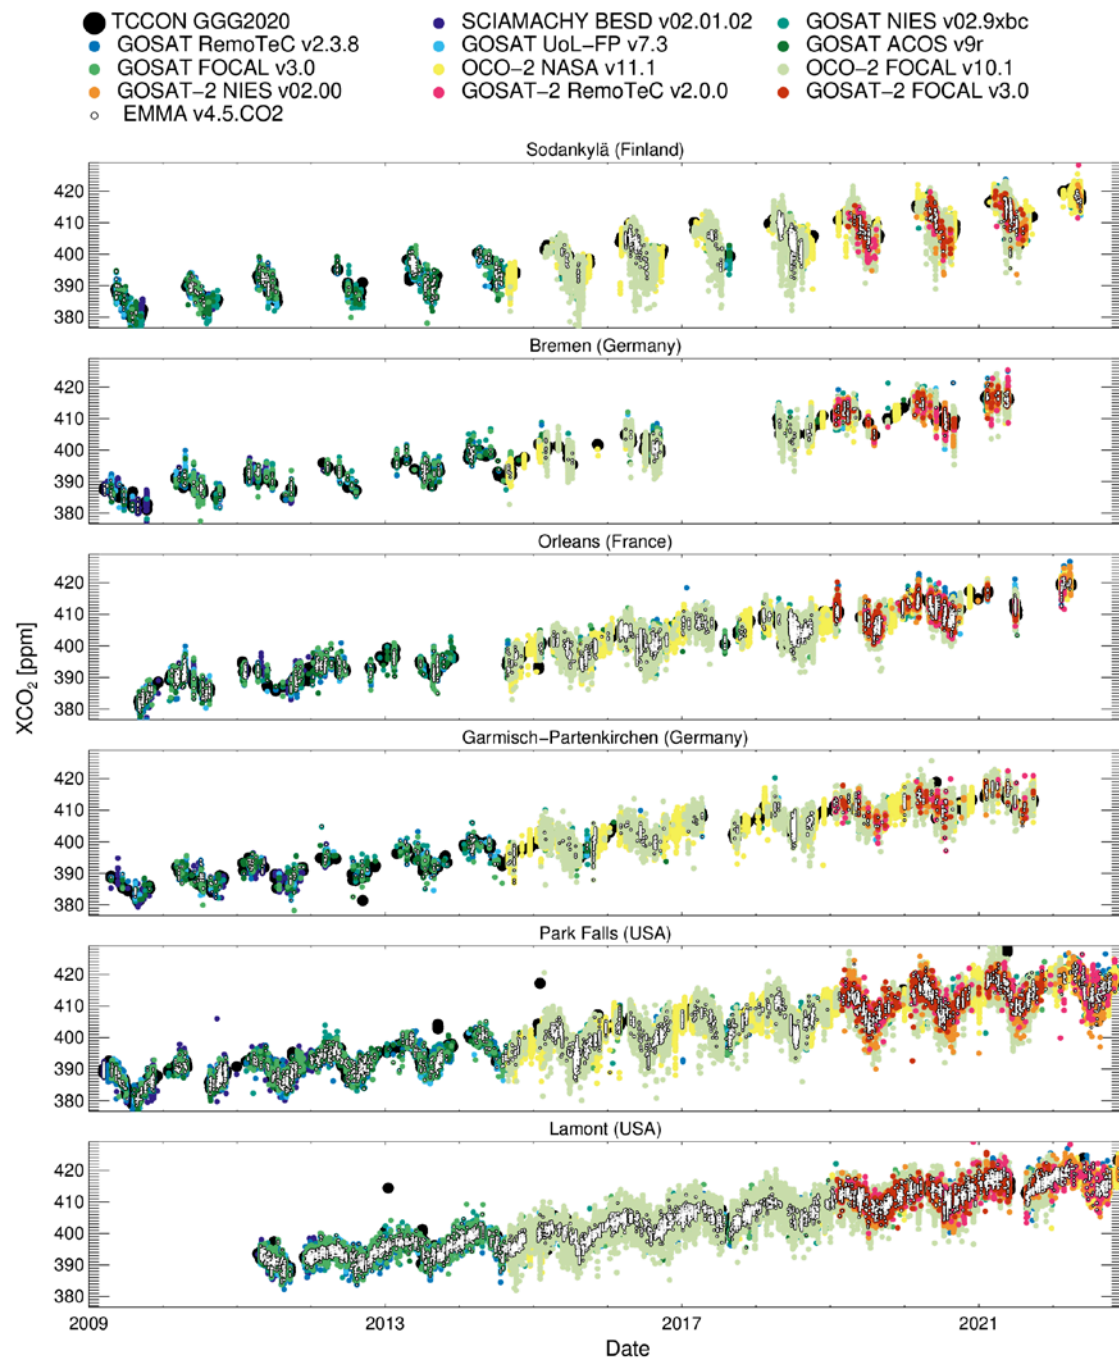 TCCON GGG2020 SCIAMACHY BESD v02.01.02 GOSAT NIES v02.9xbc
GOSAT RemoTeC v2.3.8 GOSAT UoL-FP v7.3 GOSAT ACOS v9r
GOSAT FOCAL v3.0 OCO-2 NASA v11.1 OCO-2 FOCAL v10.1
GOSAT-2 NIES v02.00 GOSAT-2 RemoTeC v2.0.0 GOSAT-2 FOCAL v3.0
EMMA v4.5.CO2
Sodankylä (Finland)
420
410
400
390
380
Bremen (Germany)
420
410
400
390
380
Orleans (France)
420
410
400
390
380
XCO₂ [ppm]
Garmisch-Partenkirchen (Germany)
420
410
400
390
380
Park Falls (USA)
420
410
400
390
380
Lamont (USA)
420
410
400
390
380
2009 2013 2017 2021
Date